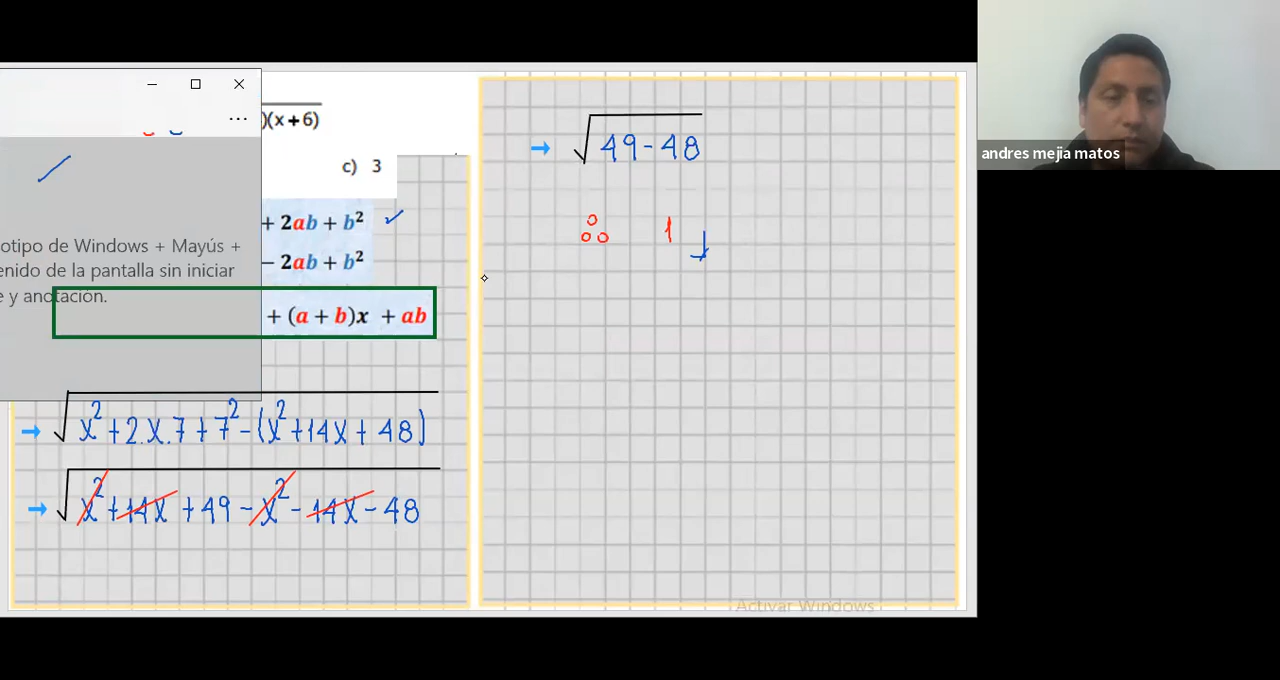 )(x+6)
c) 3
+ 2ab + b²
- 2ab + b²
otipo de Windows + Mayús +
enido de la pantalla sin iniciar
e y anotación.
+ (a + b)x + ab
→ √x² + 2.x.7 + 7² - (x² + 14x + 48)
→ √x² + 14x + 49 - x² - 14x - 48
→ √49 - 48
∴ 1
Activar Windows
andres mejia matos